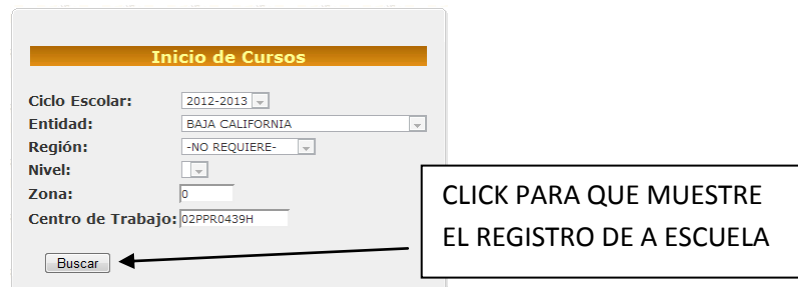 Inicio de Cursos
Ciclo Escolar: 2012-2013
Entidad: BAJA CALIFORNIA
Región: -NO REQUIERE-
Nivel:
Zona: 0
Centro de Trabajo: 02PPR0439H
CLICK PARA QUE MUESTRE
EL REGISTRO DE A ESCUELA
Buscar